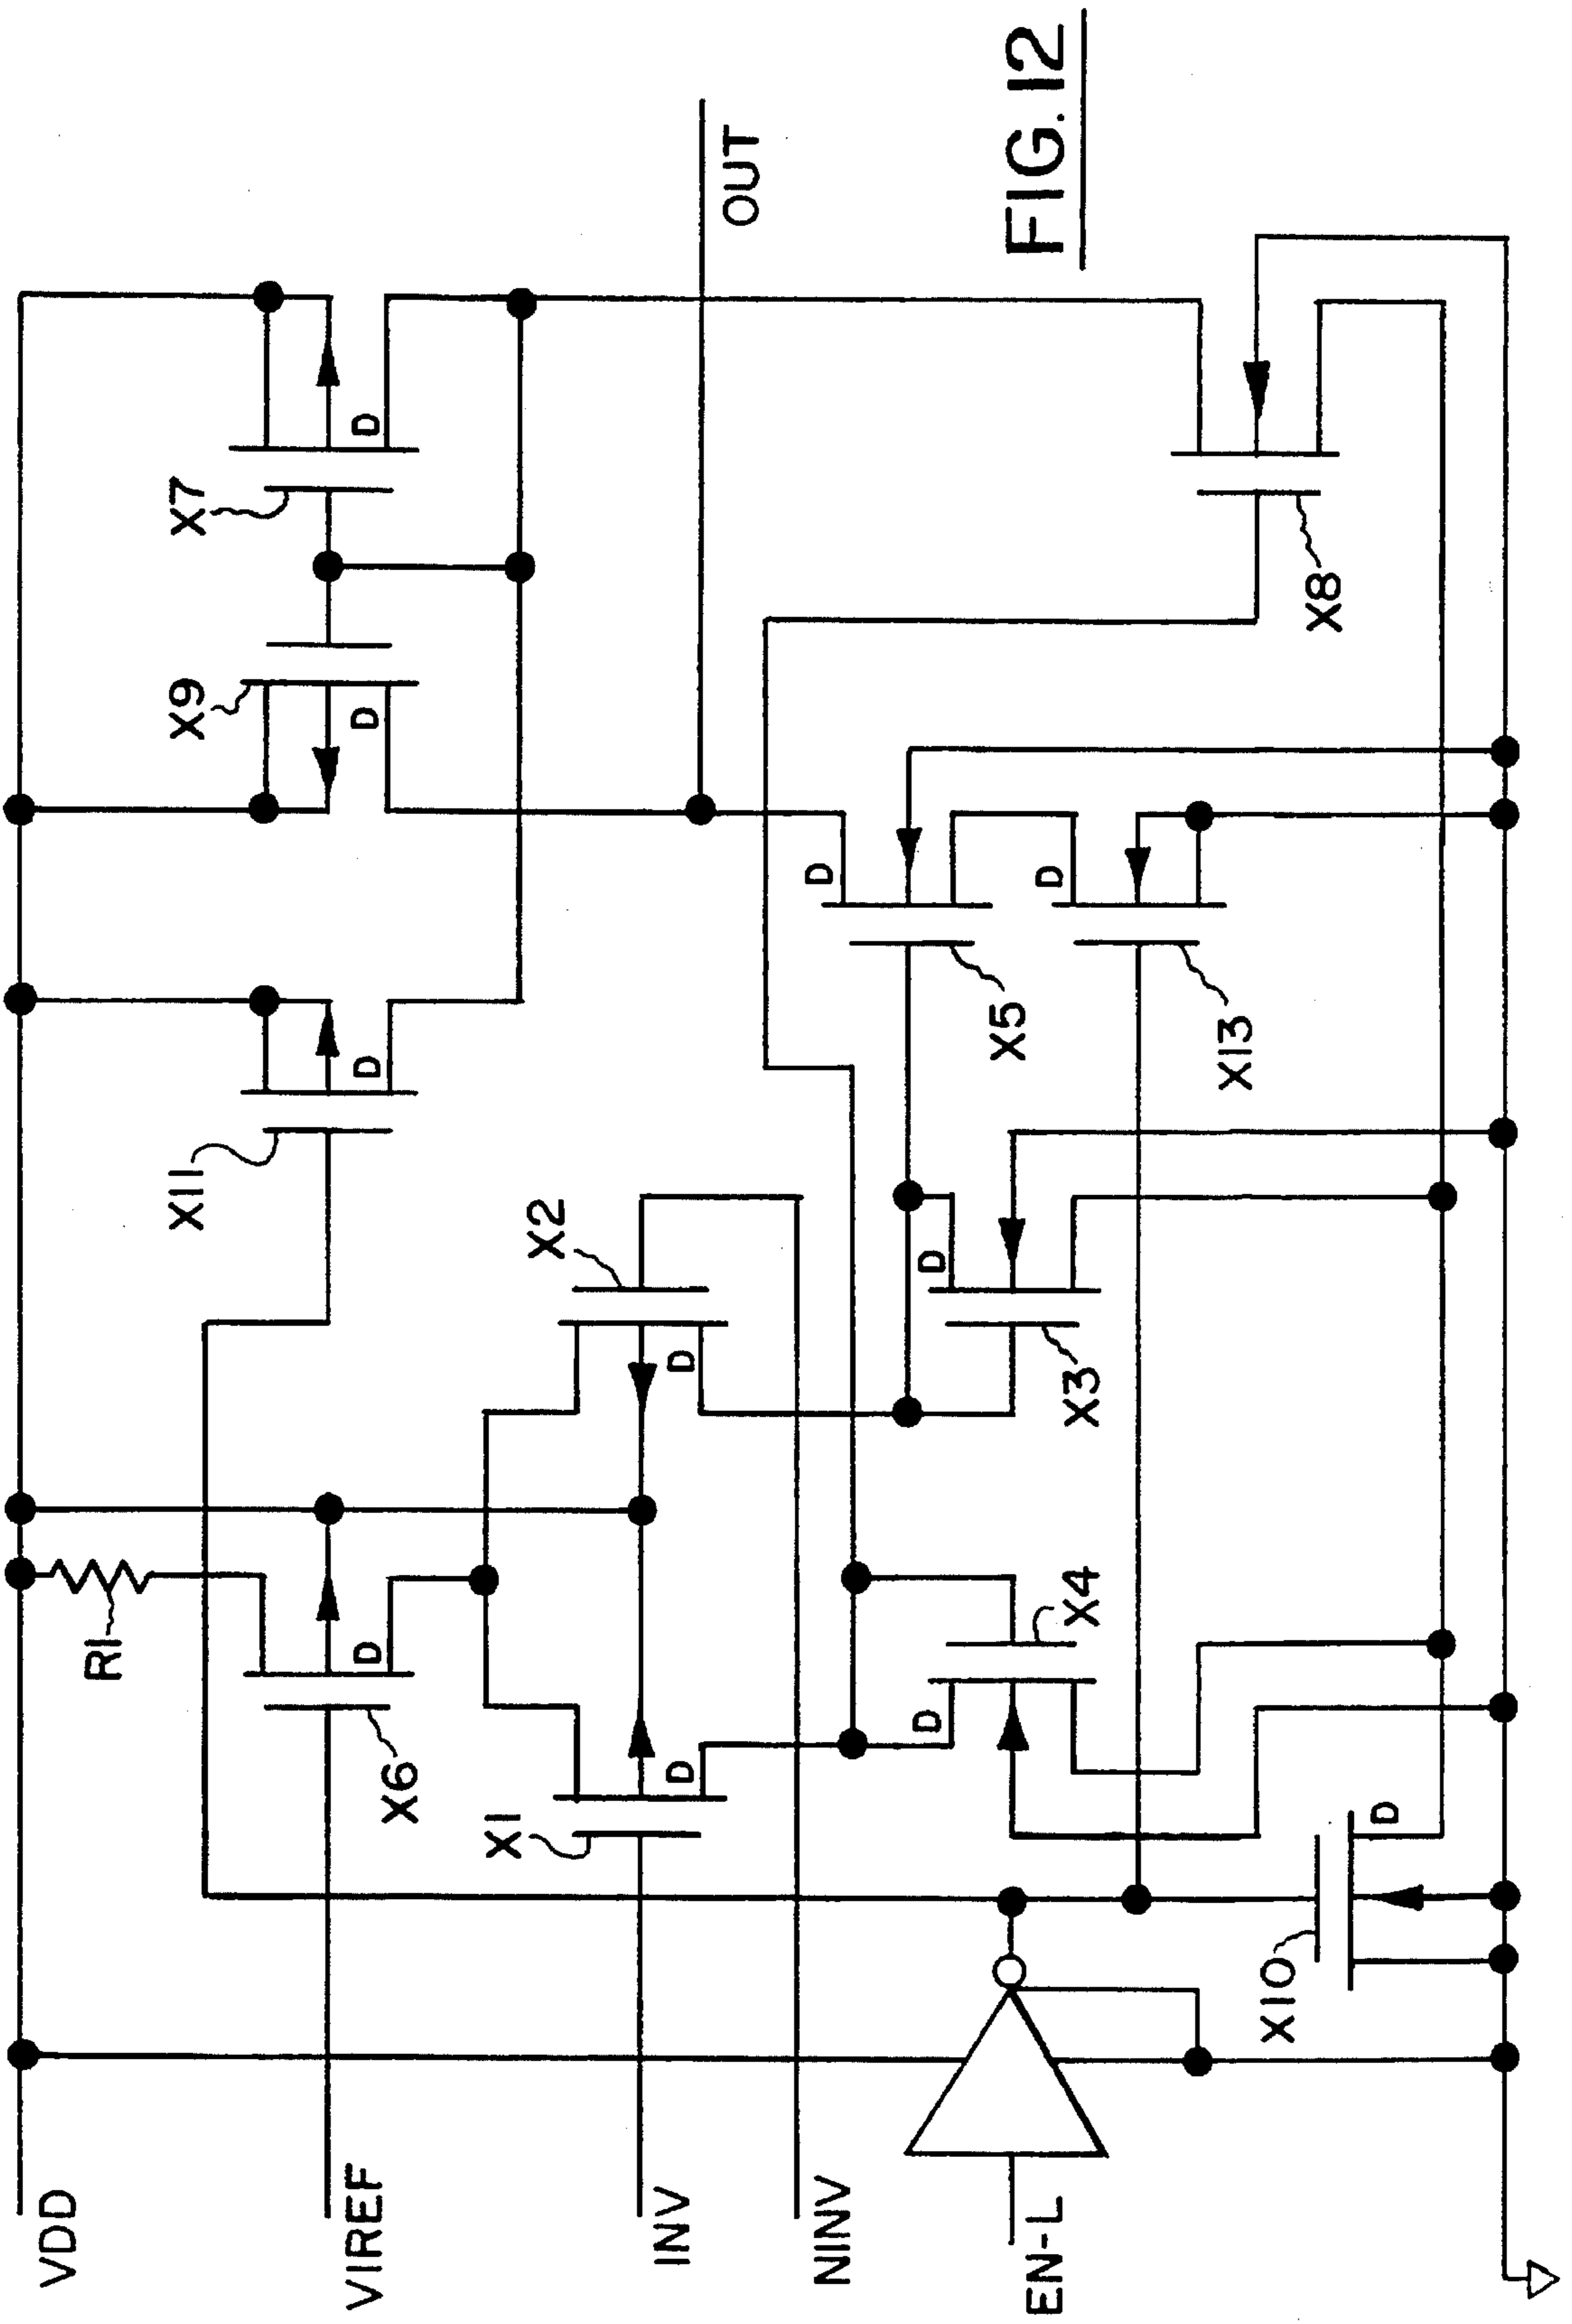 VDD
VIREF
INV
NINV
EN-L
R1
X6
D
X1
D
X2
D
X11
D
X9
D
X7
D
OUT
X4
D
X3
D
X5
D
X13
D
X8
X10
D
FIG. 12